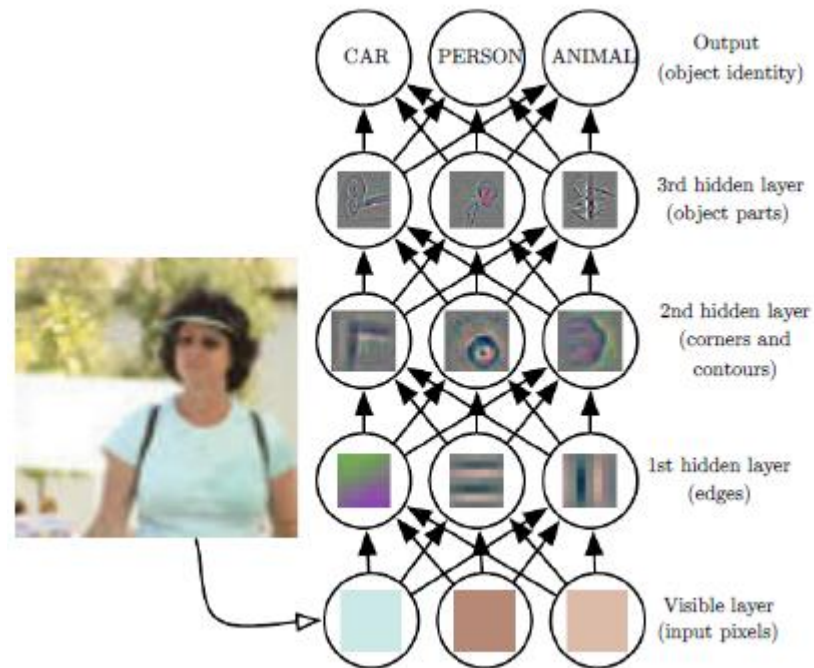 CAR
PERSON
ANIMAL
Output
(object identity)
3rd hidden layer
(object parts)
2nd hidden layer
(corners and
contours)
1st hidden layer
(edges)
Visible layer
(input pixels)